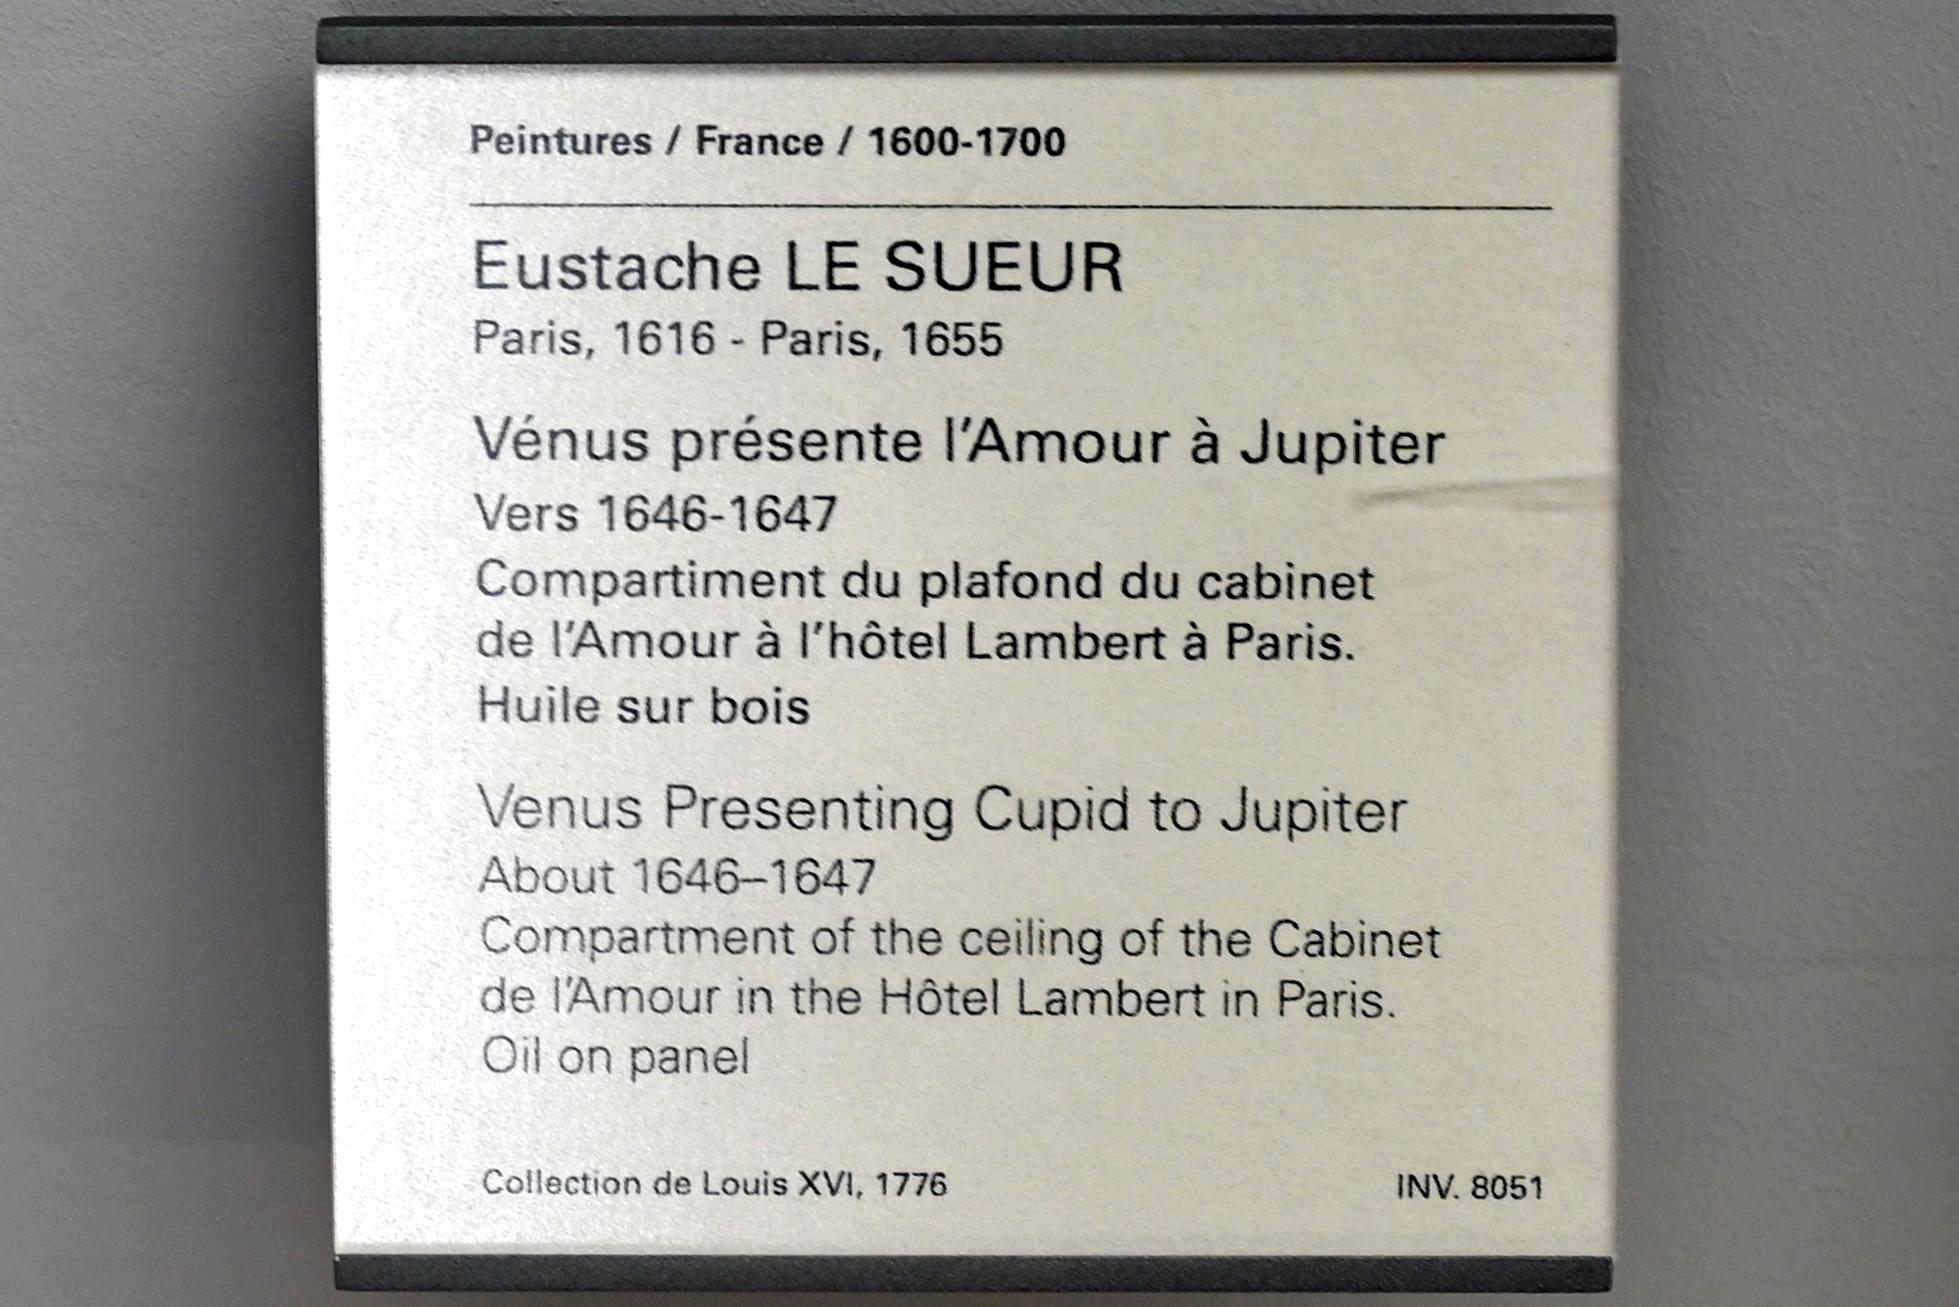 Peintures / France / 1600-1700
Eustache LE SUEUR
Paris, 1616 - Paris, 1655
Vénus présente l'Amour à Jupiter
Vers 1646-1647
Compartiment du plafond du cabinet
de l'Amour à l'hôtel Lambert à Paris.
Huile sur bois
Venus Presenting Cupid to Jupiter
About 1646–1647
Compartment of the ceiling of the Cabinet
de l'Amour in the Hôtel Lambert in Paris.
Oil on panel
Collection de Louis XVI, 1776 INV. 8051